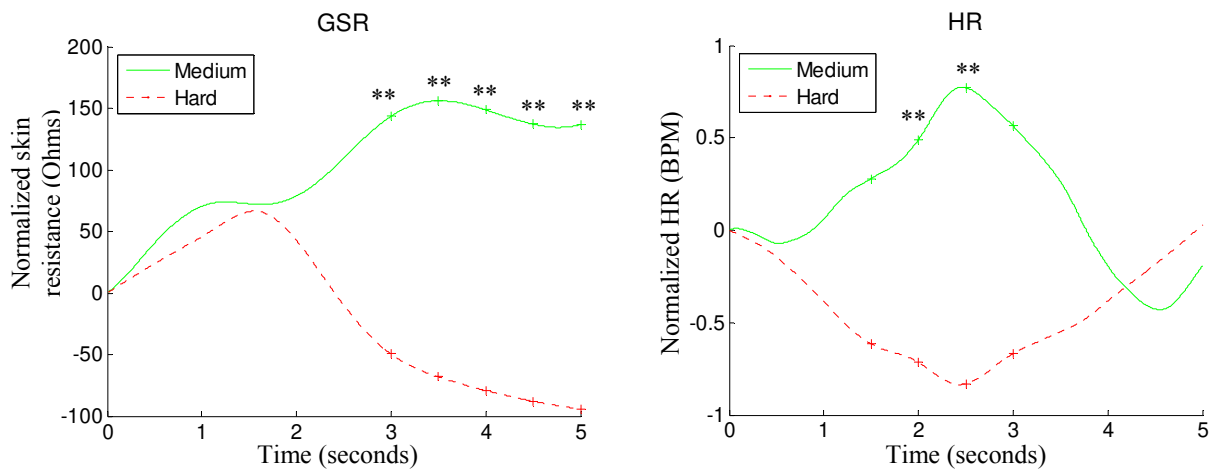 GSR
200
150
100
50
0
-50
-100
0 1 2 3 4 5
Medium
Hard
** ** ** ** **
Normalized skin
resistance (Ohms)
Time (seconds)
HR
1
0.5
0
-0.5
-1
0 1 2 3 4 5
Medium
Hard
**
**
Normalized HR (BPM)
Time (seconds)